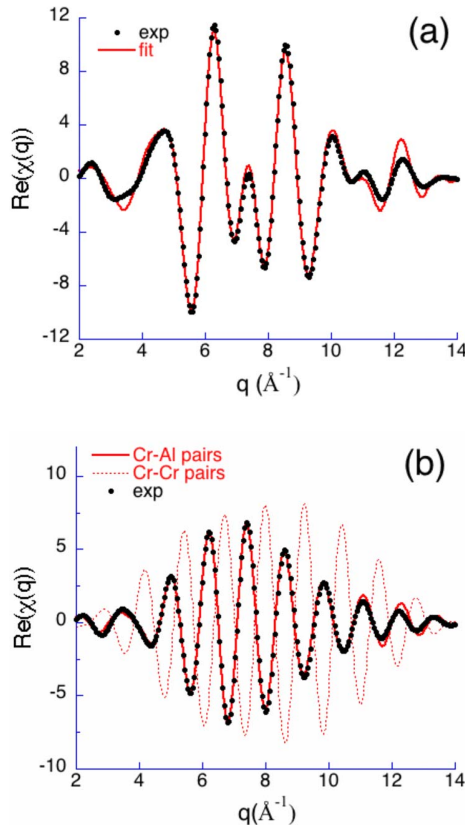 (a)
exp
fit
12
8
4
0
-4
-8
-12
Re(χ(q))
2 4 6 8 10 12 14
q (Å⁻¹)
(b)
Cr-Al pairs
Cr-Cr pairs
exp
10
5
0
-5
-10
Re(χ(q))
2 4 6 8 10 12 14
q(Å⁻¹)